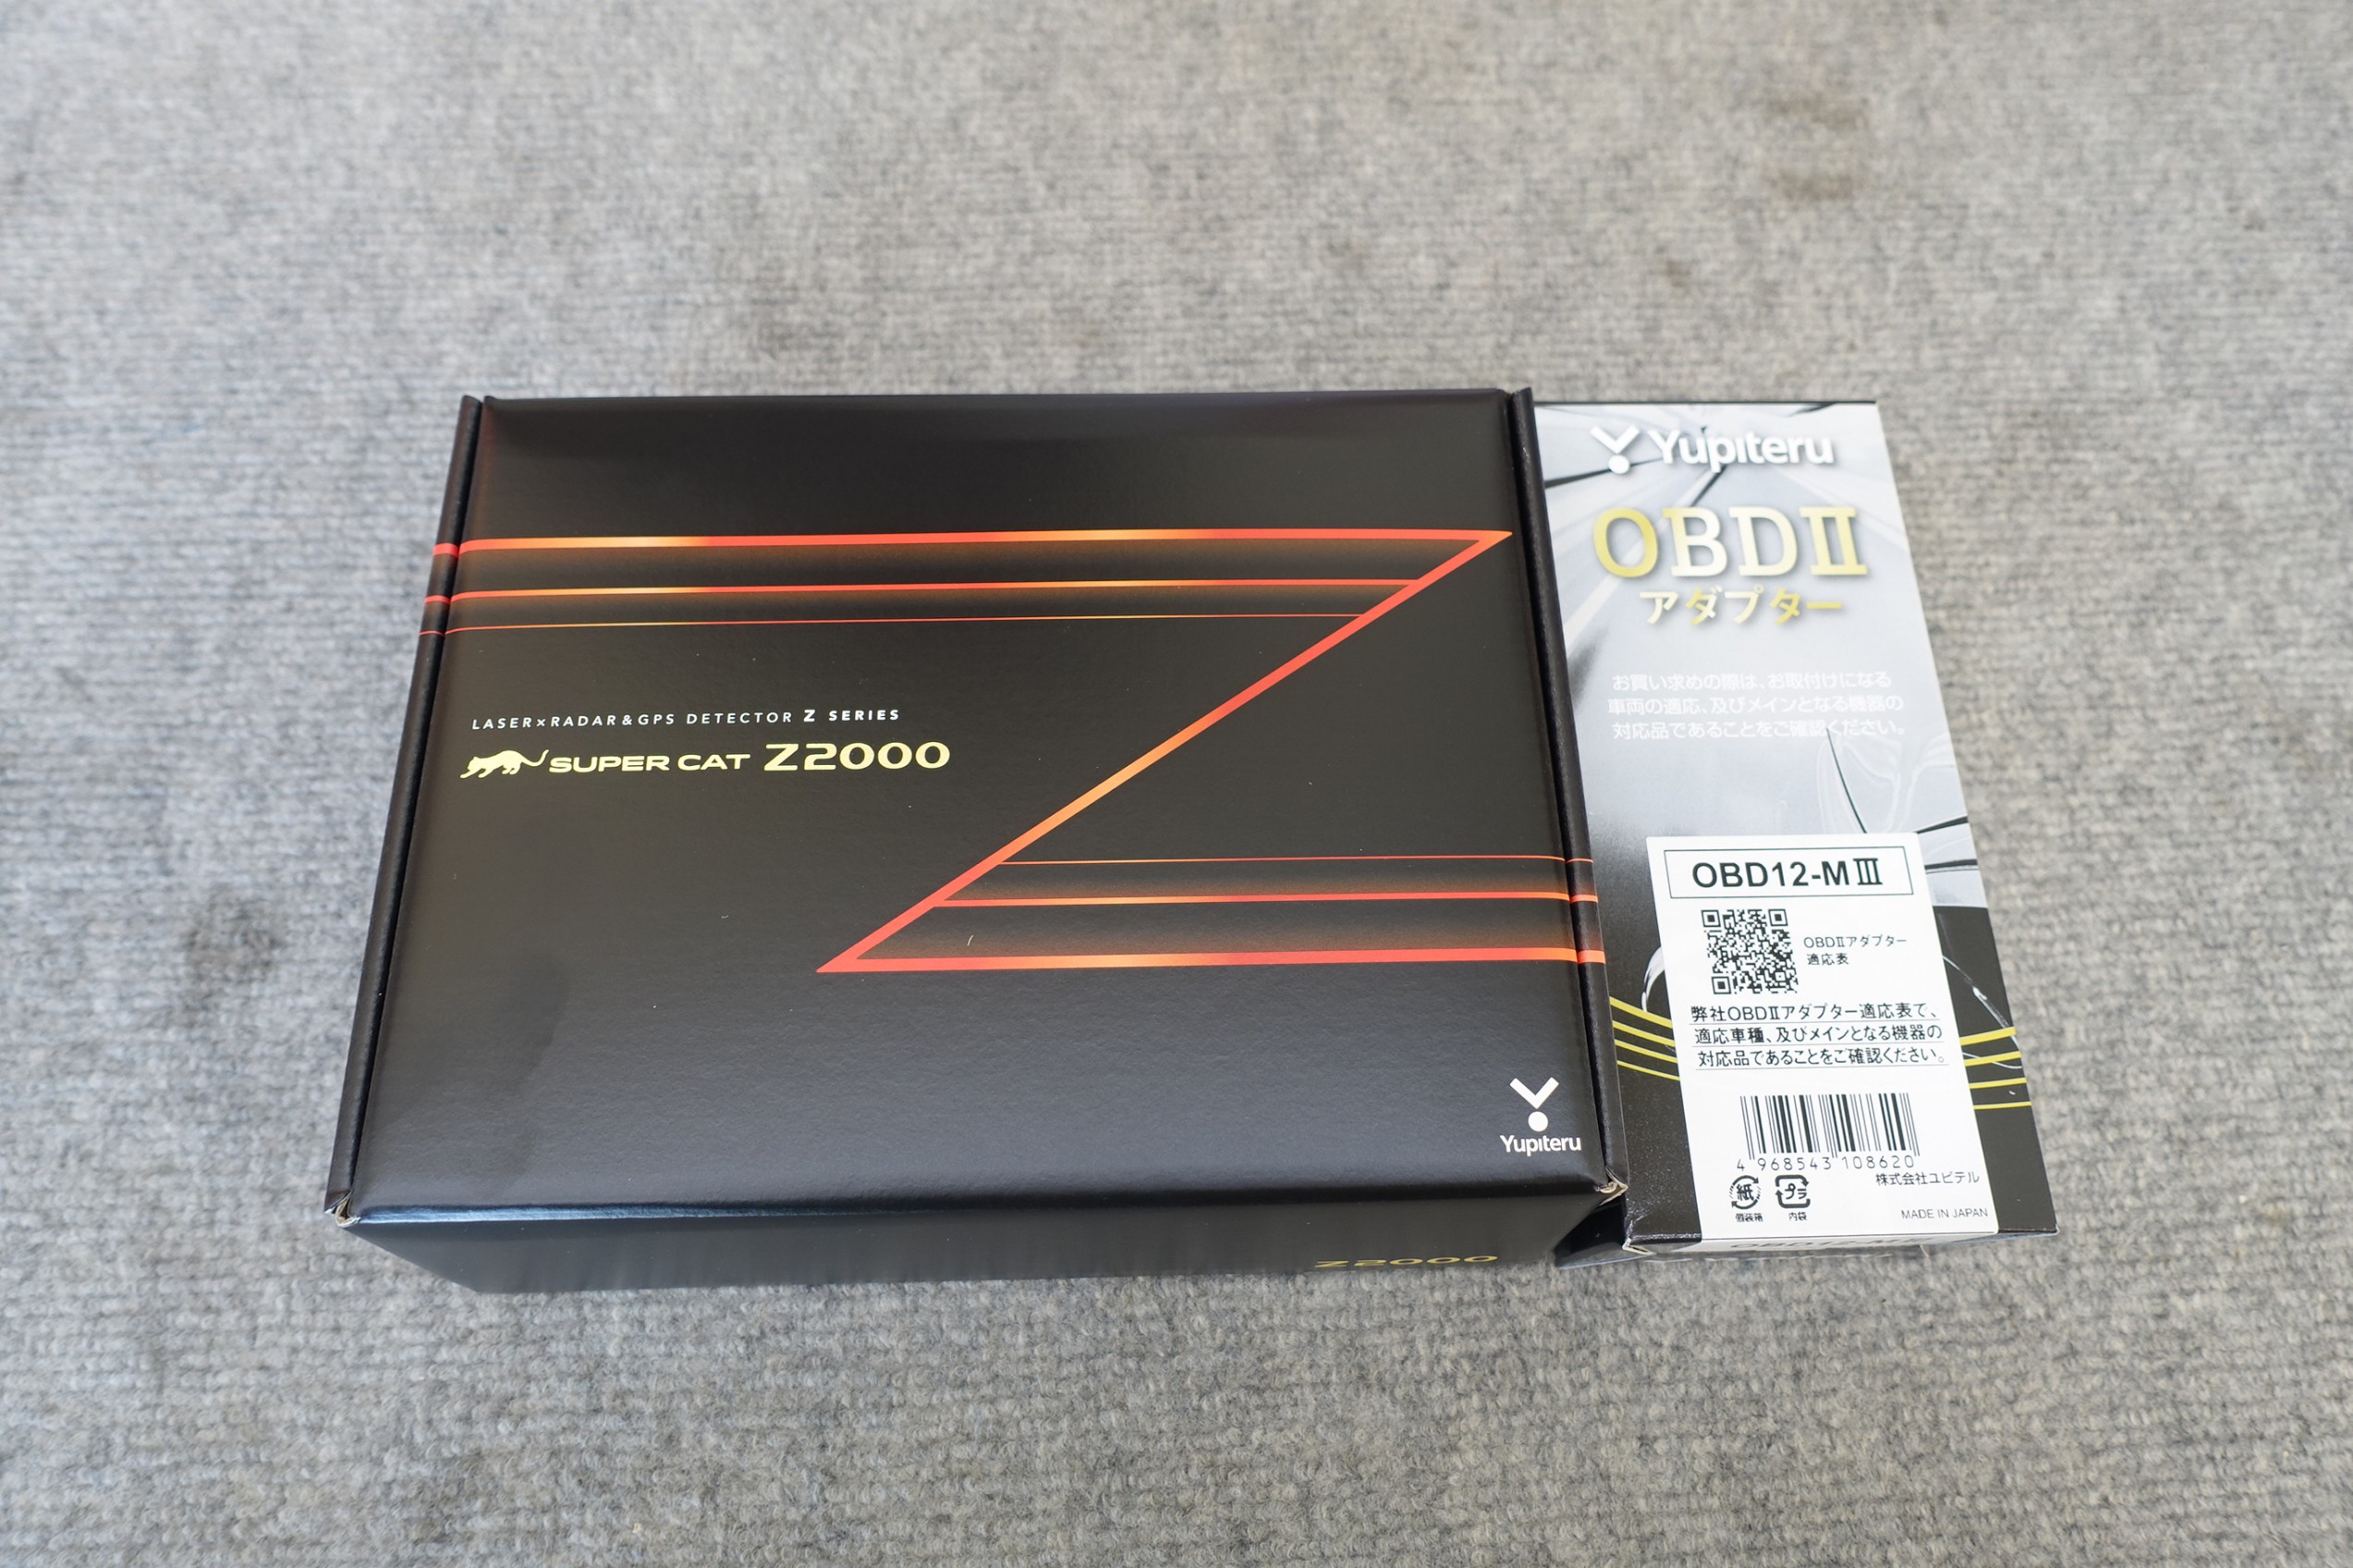 LASER×RADAR&GPS DETECTOR Z SERIES
SUPER CAT Z2000
Yupiteru
Z2000
Yupiteru
OBDⅡ
アダプター
お買い求めの際は、お取付けになる
車両の適応、及びメインとなる機器の
対応品であることをご確認ください。
OBD12-MⅢ
OBDⅡアダプター
適応表
弊社OBDⅡアダプター適応表で、
適応車種、及びメインとなる機器の
対応品であることをご確認ください。
4 968543 108620
株式会社ユピテル
紙
プラ
個装箱
内袋
MADE IN JAPAN